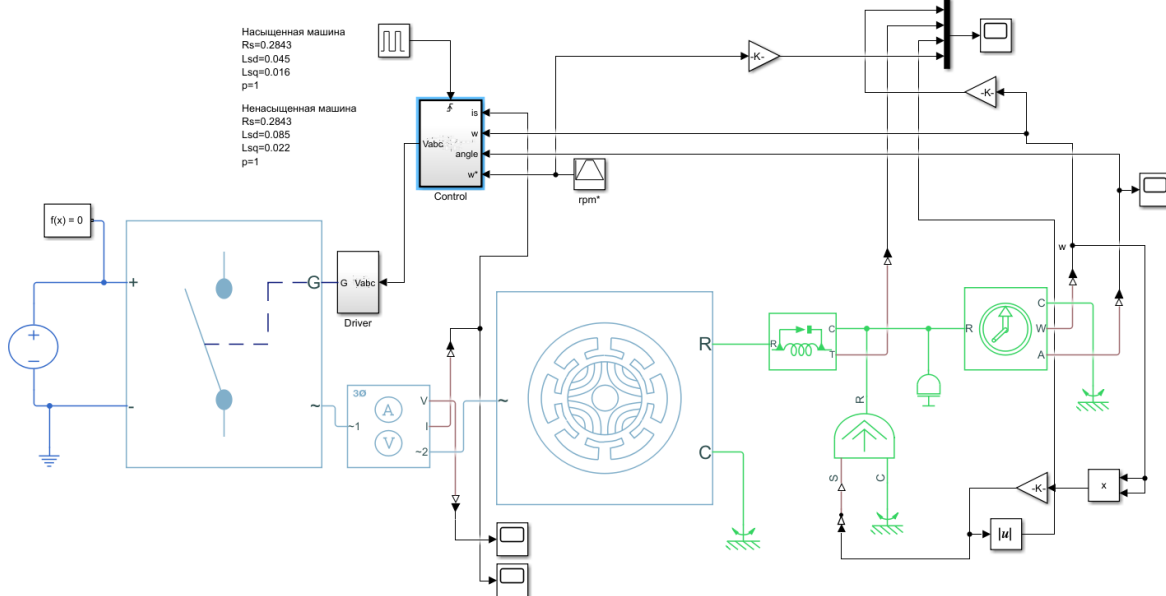 Насыщенная машина
Rs=0.2843
Lsd=0.045
Lsq=0.016
p=1
Ненасыщенная машина
Rs=0.2843
Lsd=0.085
Lsq=0.022
p=1
-K-
-K-
is
w
Vabc
angle
w*
Control
rpm*
f(x) = 0
w
+
G
G Vabc
Driver
+
−
-
~
3Ø
A
V
V
I
~1
~2
~
R
C
R
C
T
R
C
W
A
R
S
C
-K-
x
|u|